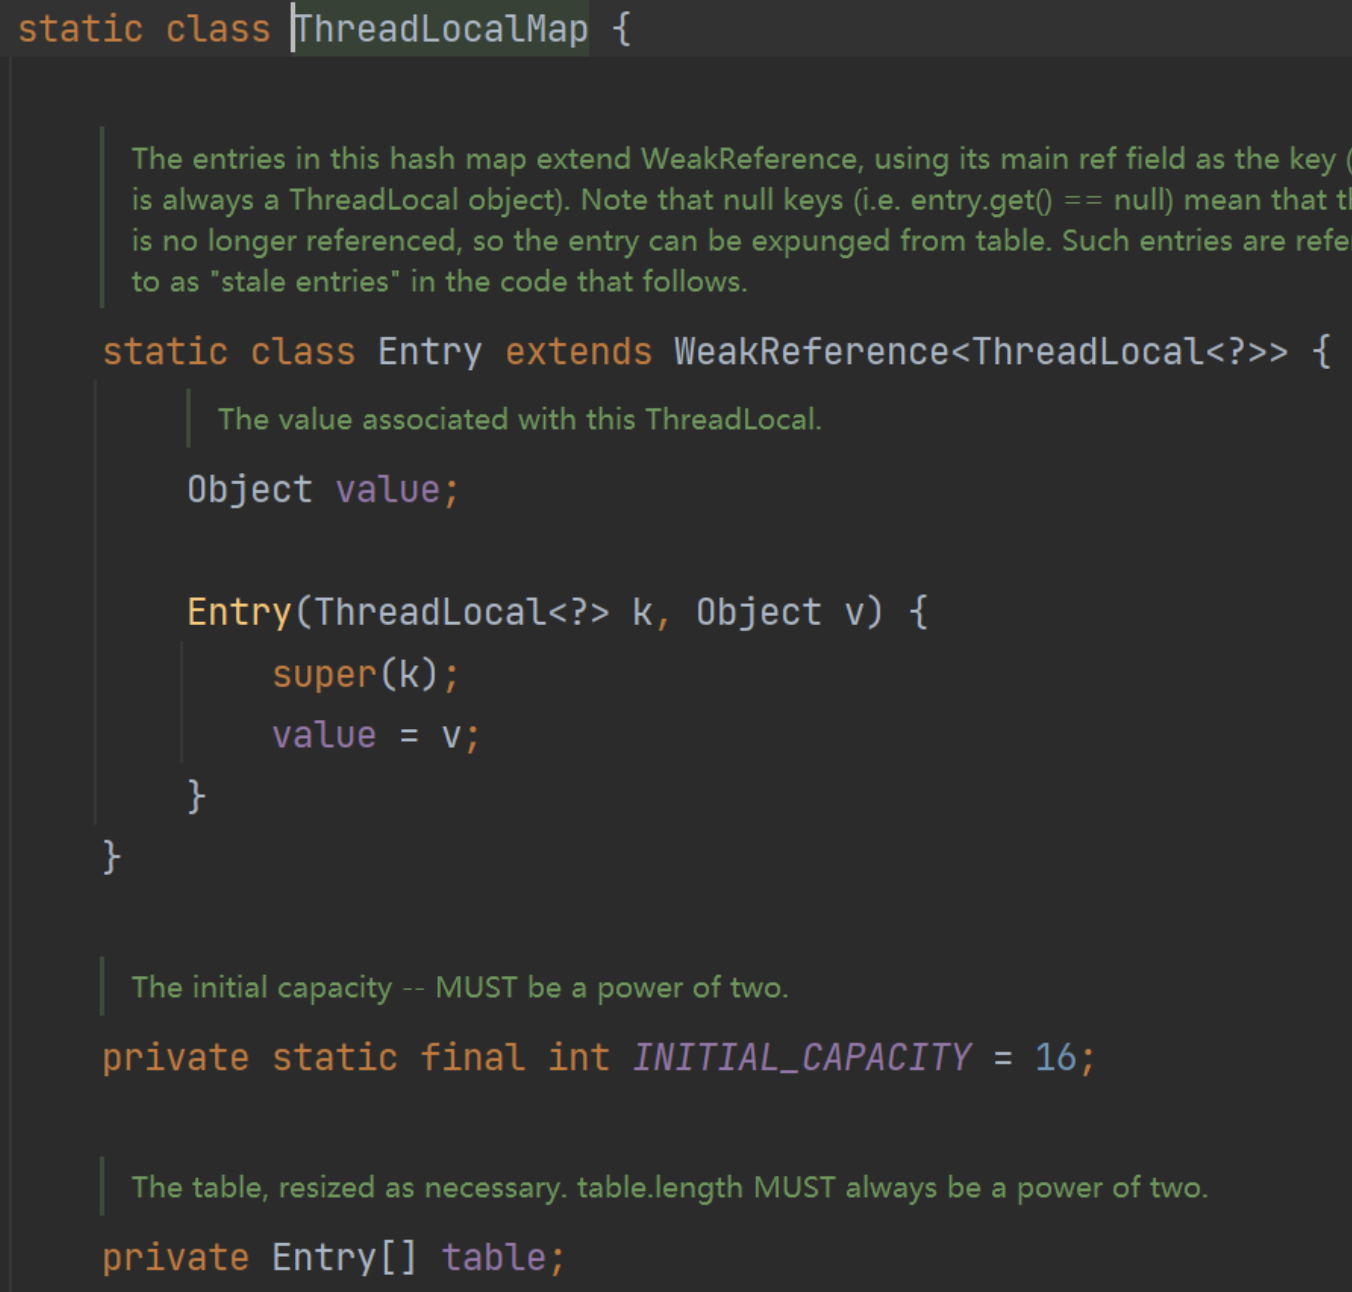 static class ThreadLocalMap {
The entries in this hash map extend WeakReference, using its main ref field as the key (
is always a ThreadLocal object). Note that null keys (i.e. entry.get() == null) mean that
is no longer referenced, so the entry can be expunged from table. Such entries are
to as "stale entries" in the code that follows.
static class Entry extends WeakReference<ThreadLocal<?>> {
The value associated with this ThreadLocal.
Object value;
Entry(ThreadLocal<?> k, Object v) {
super(k);
value = v;
}
}
The initial capacity -- MUST be a power of two.
private static final int INITIAL_CAPACITY = 16;
The table, resized as necessary. table.length MUST always be a power of two.
private Entry[] table;